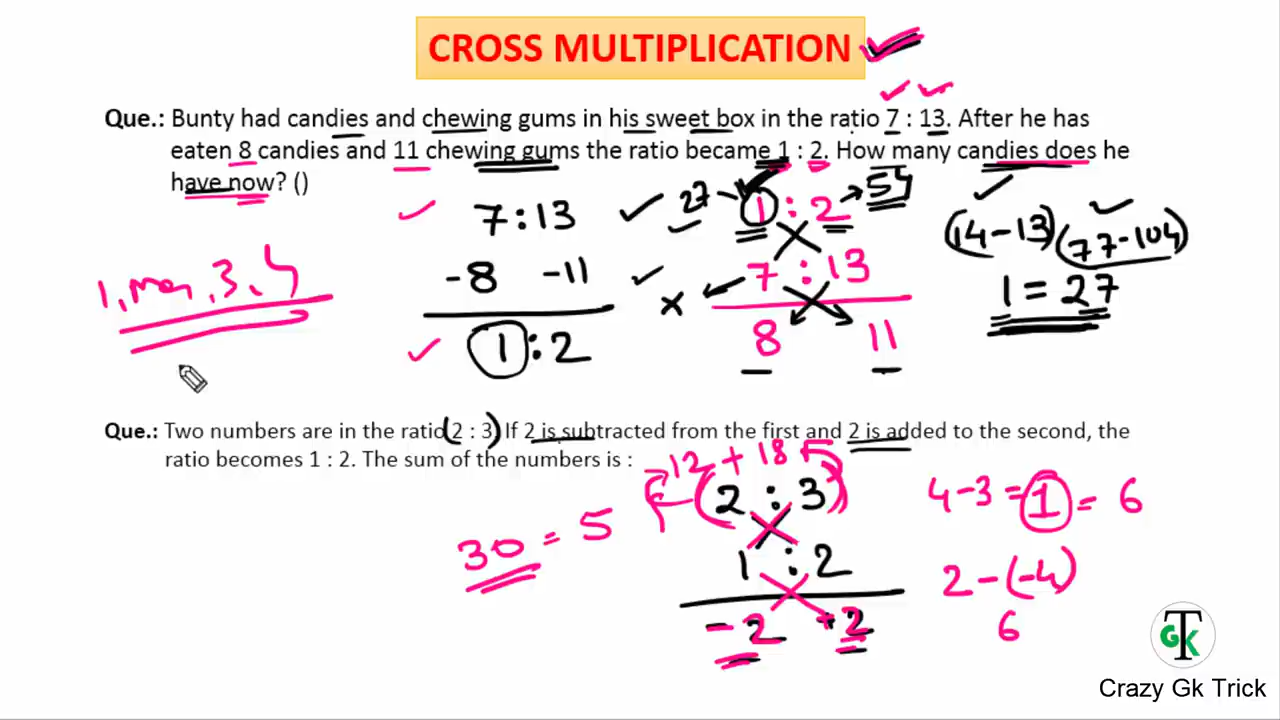 CROSS MULTIPLICATION
Que.: Bunty had candies and chewing gums in his sweet box in the ratio 7 : 13. After he has
eaten 8 candies and 11 chewing gums the ratio became 1 : 2. How many candies does he
have now? ()
7:13
-8 -11
1:2
27 1:2 54
7:13
8 11
(14-13) (77-104)
1=27
1, 3, 4
Que.: Two numbers are in the ratio 2 : 3. If 2 is subtracted from the first and 2 is added to the second, the
ratio becomes 1 : 2. The sum of the numbers is :
12 + 18
(2:3)
1:2
-2 +2
30=5
4-3=1=6
2-(-4)
6
TGK
Crazy Gk Trick